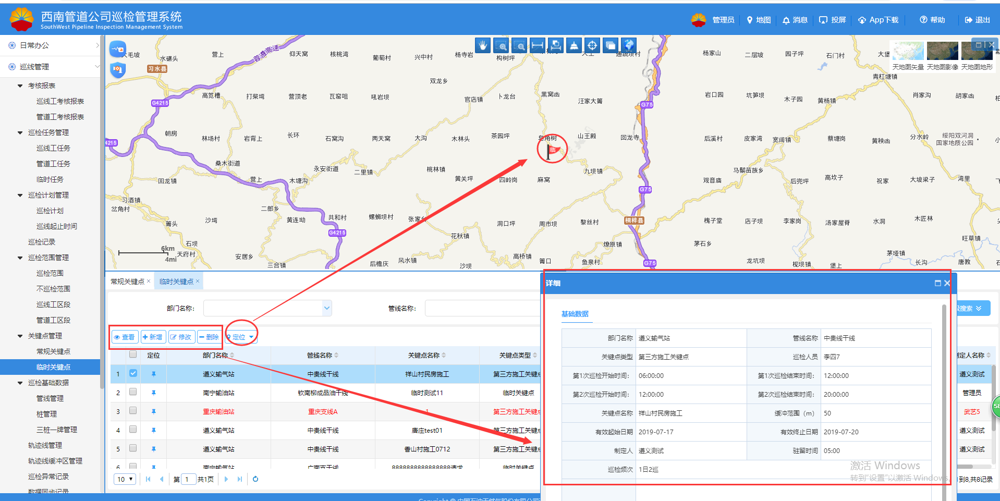 西南管道公司巡检管理系统
SouthWest Pipeline Inspection Management System
管理员 地图 消息 投屏 App下载 帮助 退出
日常办公
巡线管理
考核报表
巡线工考核报表
管道工考核报表
巡检任务管理
巡线工任务
管道工任务
临时任务
巡检计划管理
巡检计划
巡线起止时间
巡检记录
巡检范围管理
巡检范围
不巡检范围
巡线工区段
管道工区段
关键点管理
常规关键点
临时关键点
巡检基础数据
管线管理
桩管理
三桩一牌管理
轨迹线管理
轨迹线缓冲区管理
巡检异常记录
数据同步记录
毛坡 水碾头 营上 蓉遵高速 仰天窝 核桃湾 葡萄村 兴中村 杨寺岩 构树坪 通蔬坝村 杨家山 二层坡 园子坪 石门村 大堡
天地图矢量 天地图影像 天地图地形
习水县
双龙乡
青杠塘镇
G4215 高笕槽 打柴塆 营顶老 瓦窑咀 吼岩坝 官店镇 卜龙台 黑窝凼 汪家大箐 G75 岩口园 坑笋坝 木子园 黄杨镇 肖家沟 胡家凼
4215 朝房 林场村 岩背上 长环 石窝沟 两天窝 大沟 木林头 茶园坪 皂角树 山王殿 回龙寺 后溪村 皮家湾 宽阔镇 蔡塘岗 黄秧凼 分水岭 绥阳双河洞
国家地质公园
临
桑木街道 永安街道 二里镇 桃林镇 九坝镇 马鬃苗族乡
回龙镇 营上 木塘沟 黄关坪 四岭岗 麻窝 G75 观音庙 后兜坪 高坎子 祝家 大坡梁子 湾里
习酒镇
岔角村 二郎乡
箐头 沙塆 黄连坳 共和村 螺蛳坝村 张家 洞口坪 周市坝 黎丝村 桐梓县 槐子堂 店子坝 李家岗 汤家屋脊 水洞 木匠林
G4215
石坝 花秋镇 燎原镇 茅石乡 旺草镇
6km
4mi
天府村 安居乡 三合镇 后檐庆 风水镇 沙坝 高桥镇 箐口 鱼泉村 G75 龙坑坝 枧坝镇 堡上 茅垭镇 长沟 唐教
常规关键点 × 临时关键点 ×
部门名称: 管线名称: 搜索
查看 新增 修改 删除 定位
定位 部门名称 管线名称 关键点名称 关键点类型 定人名称
1 遵义输气站 中贵线干线 祥山村民房施工 第三方施工关键点 遵义测试
2 南宁输油站 钦南柳成品油干线 临时测试11 临时关键点 管理员
3 重庆输油站 重庆支线A 1 第三方施工关键点 武艺5
4 遵义输气站 中贵线干线 唐庄test01 第三方施工关键点 遵义测试
5 遵义输气站 中贵线干线 香山村施工0712 第三方施工关键点 遵义测试
6 南宁输气站 广南支干线 8888888888888888请求 临时关键点
10 第 1 共1页
到8,共8记录
详细
基础数据
部门名称 遵义输气站 管线名称 中贵线干线
关键点类型 第三方施工关键点 巡检人员 李四7
第1次巡检开始时间: 06:00:00 第1次巡检结束时间: 12:00:00
第2次巡检开始时间: 12:00:00 第2次巡检结束时间: 20:00:00
关键点名称 祥山村民房施工 缓冲范围（m） 50
有效起始日期 2019-07-17 有效终止日期 2019-07-20
制定人 遵义测试 驻留时间 05:00
巡检频次 1日2巡
激活 Windows
转到"设置"以激活 Windows。
58
Copyright © 中国石油天然气股份有限公司